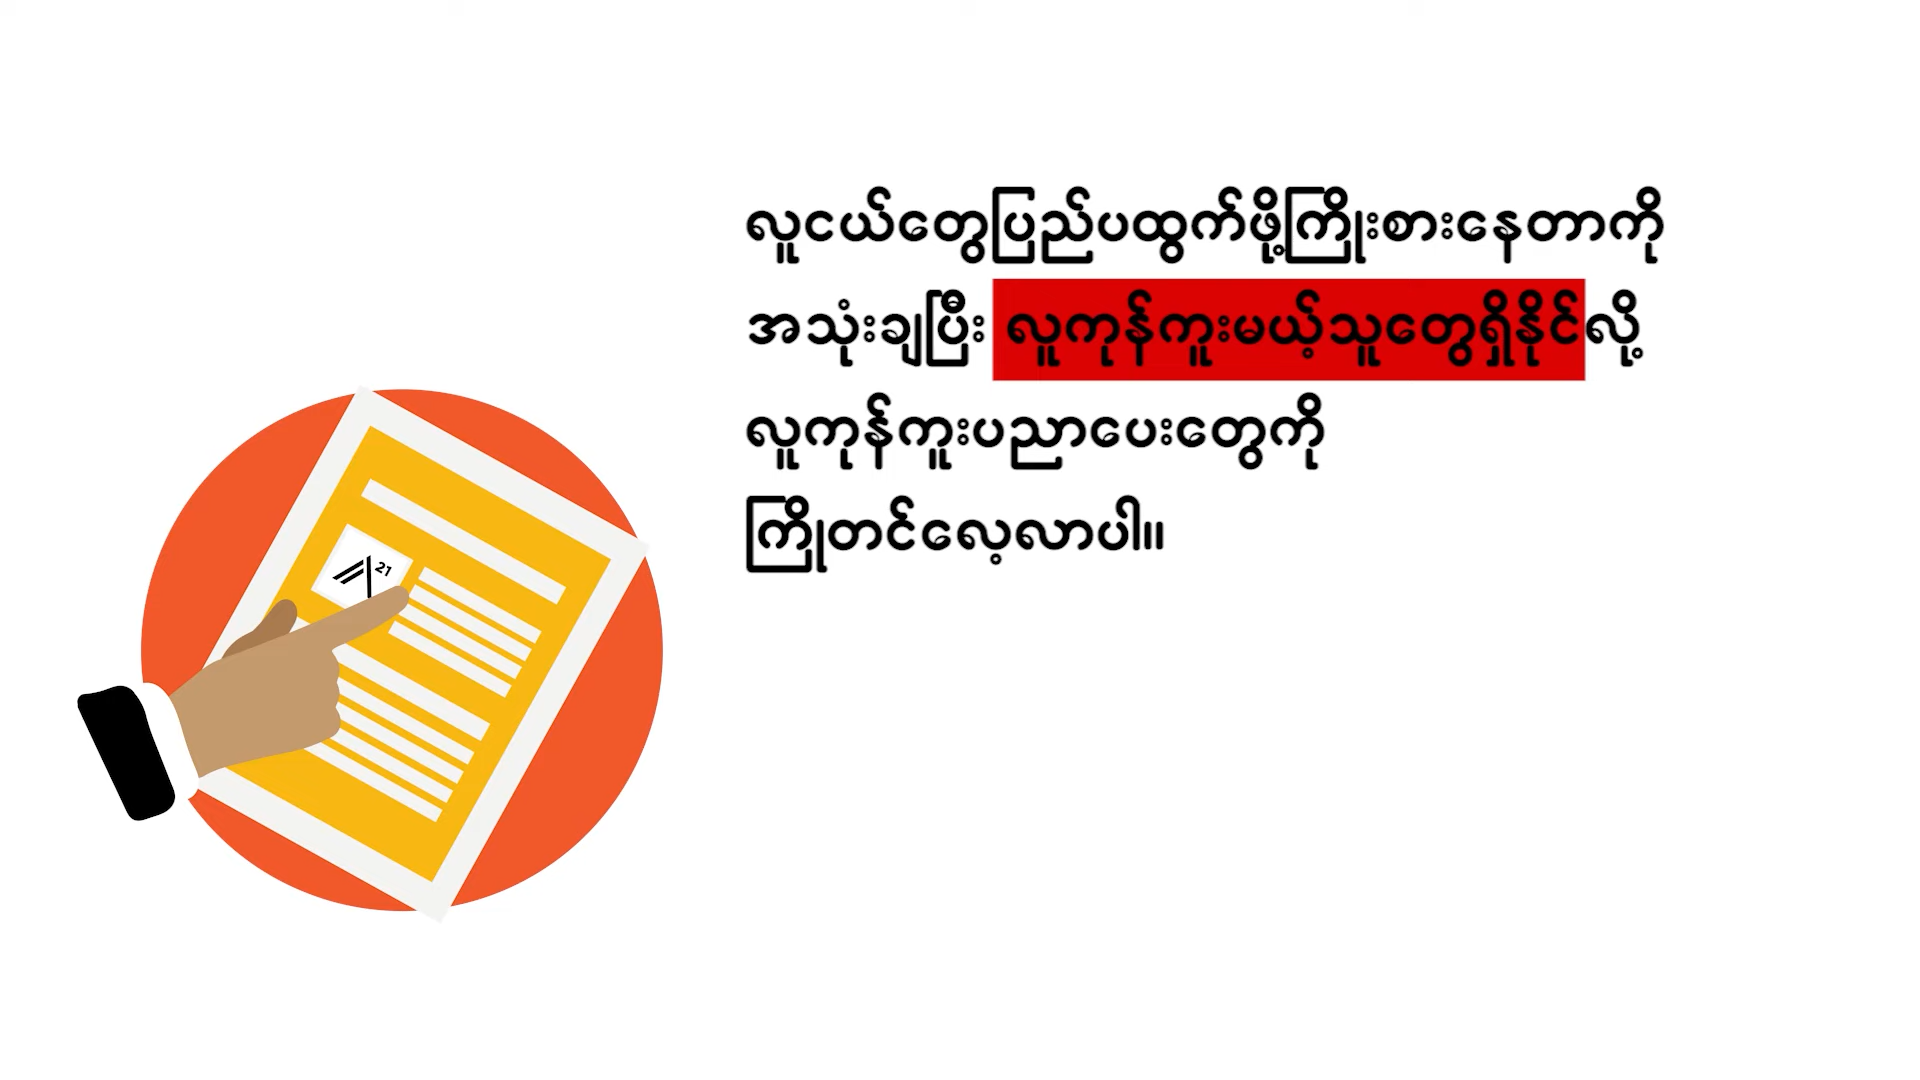 လူငယ်တွေပြည်ပထွက်ဖို့ကြိုးစားနေတာကို
အသုံးချပြီး လူကုန်ကူးမယ့်သူတွေရှိနိုင်လို့
လူကုန်ကူးပညာပေးတွေကို
ကြိုတင်လေ့လာပါ။
21